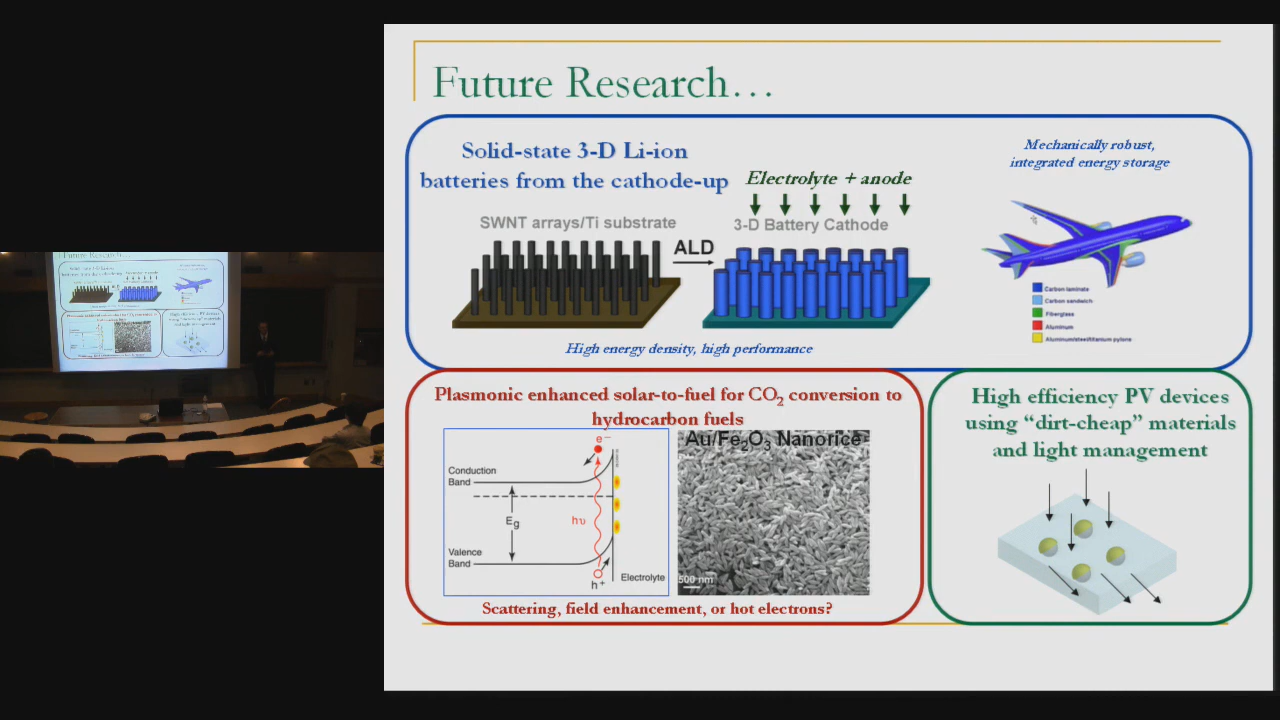 Future Research…
Solid-state 3-D Li-ion
batteries from the cathode-up
Electrolyte + anode
Mechanically robust,
integrated energy storage
SWNT arrays/Ti substrate
ALD
3-D Battery Cathode
Carbon laminate
Carbon sandwich
Fiberglass
Aluminum
Aluminum/steel/titanium pylons
High energy density, high performance
Plasmonic enhanced solar-to-fuel for CO2 conversion to
hydrocarbon fuels
e−
Conduction
Band
Eg
hυ
Valence
Band
h+
Electrolyte
Au/Fe2O3 Nanorice
500 nm
Scattering, field enhancement, or hot electrons?
High efficiency PV devices
using “dirt-cheap” materials
and light management